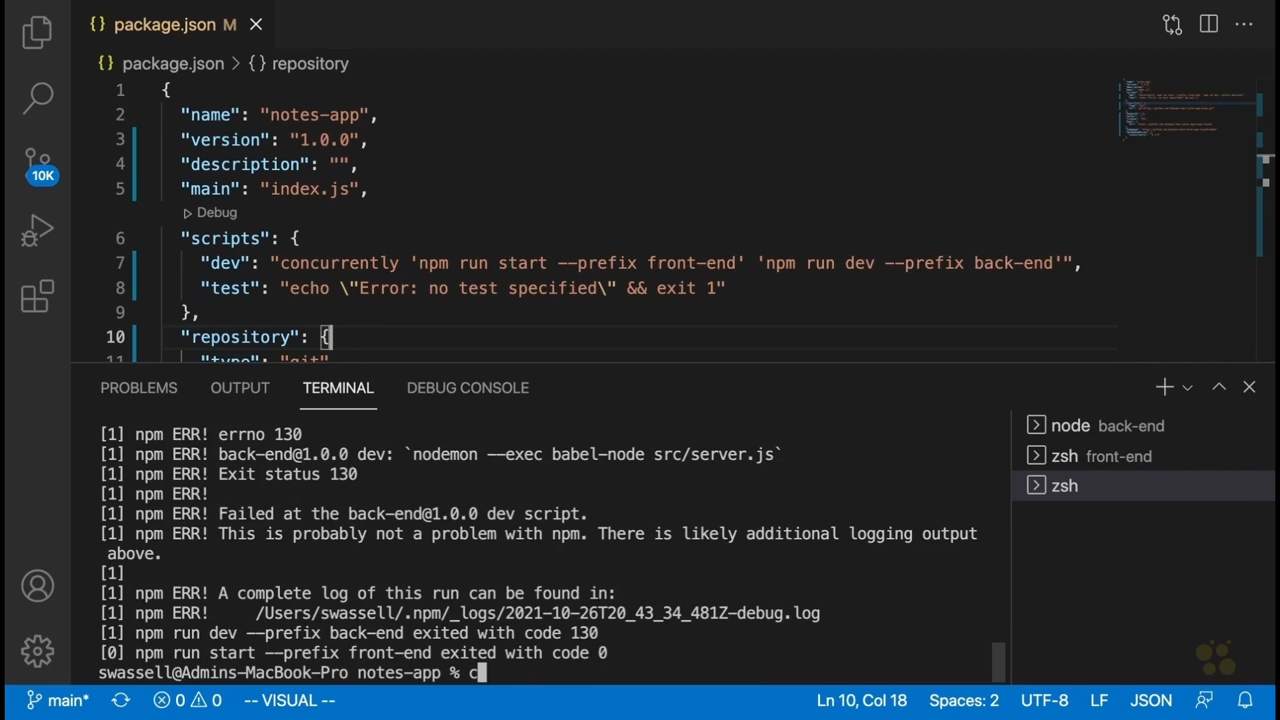 {} package.json M
{} package.json > {} repository
1 {
2 "name": "notes-app",
3 "version": "1.0.0",
4 "description": "",
5 "main": "index.js",
Debug
6 "scripts": {
7 "dev": "concurrently 'npm run start --prefix front-end' 'npm run dev --prefix back-end'",
8 "test": "echo \"Error: no test specified\" && exit 1"
9 },
10 "repository": {
11 "type": "git"
10K
PROBLEMS OUTPUT TERMINAL DEBUG CONSOLE
[1] npm ERR! errno 130
[1] npm ERR! back-end@1.0.0 dev: `nodemon --exec babel-node src/server.js`
[1] npm ERR! Exit status 130
[1] npm ERR!
[1] npm ERR! Failed at the back-end@1.0.0 dev script.
[1] npm ERR! This is probably not a problem with npm. There is likely additional logging output
above.
[1]
[1] npm ERR! A complete log of this run can be found in:
[1] npm ERR!     /Users/swassell/.npm/_logs/2021-10-26T20_43_34_481Z-debug.log
[1] npm run dev --prefix back-end exited with code 130
[0] npm run start --prefix front-end exited with code 0
swassell@Admins-MacBook-Pro notes-app % c
node back-end
zsh front-end
zsh
main* 0 0 -- VISUAL -- Ln 10, Col 18 Spaces: 2 UTF-8 LF JSON